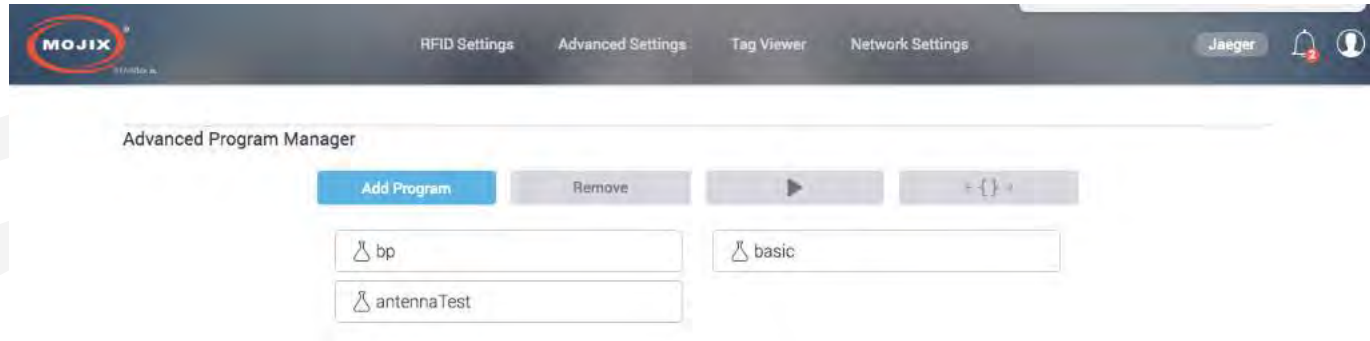 MOJIX
RFID Settings Advanced Settings Tag Viewer Network Settings Jaeger 2
Advanced Program Manager
Add Program Remove {}
bp basic
antennaTest